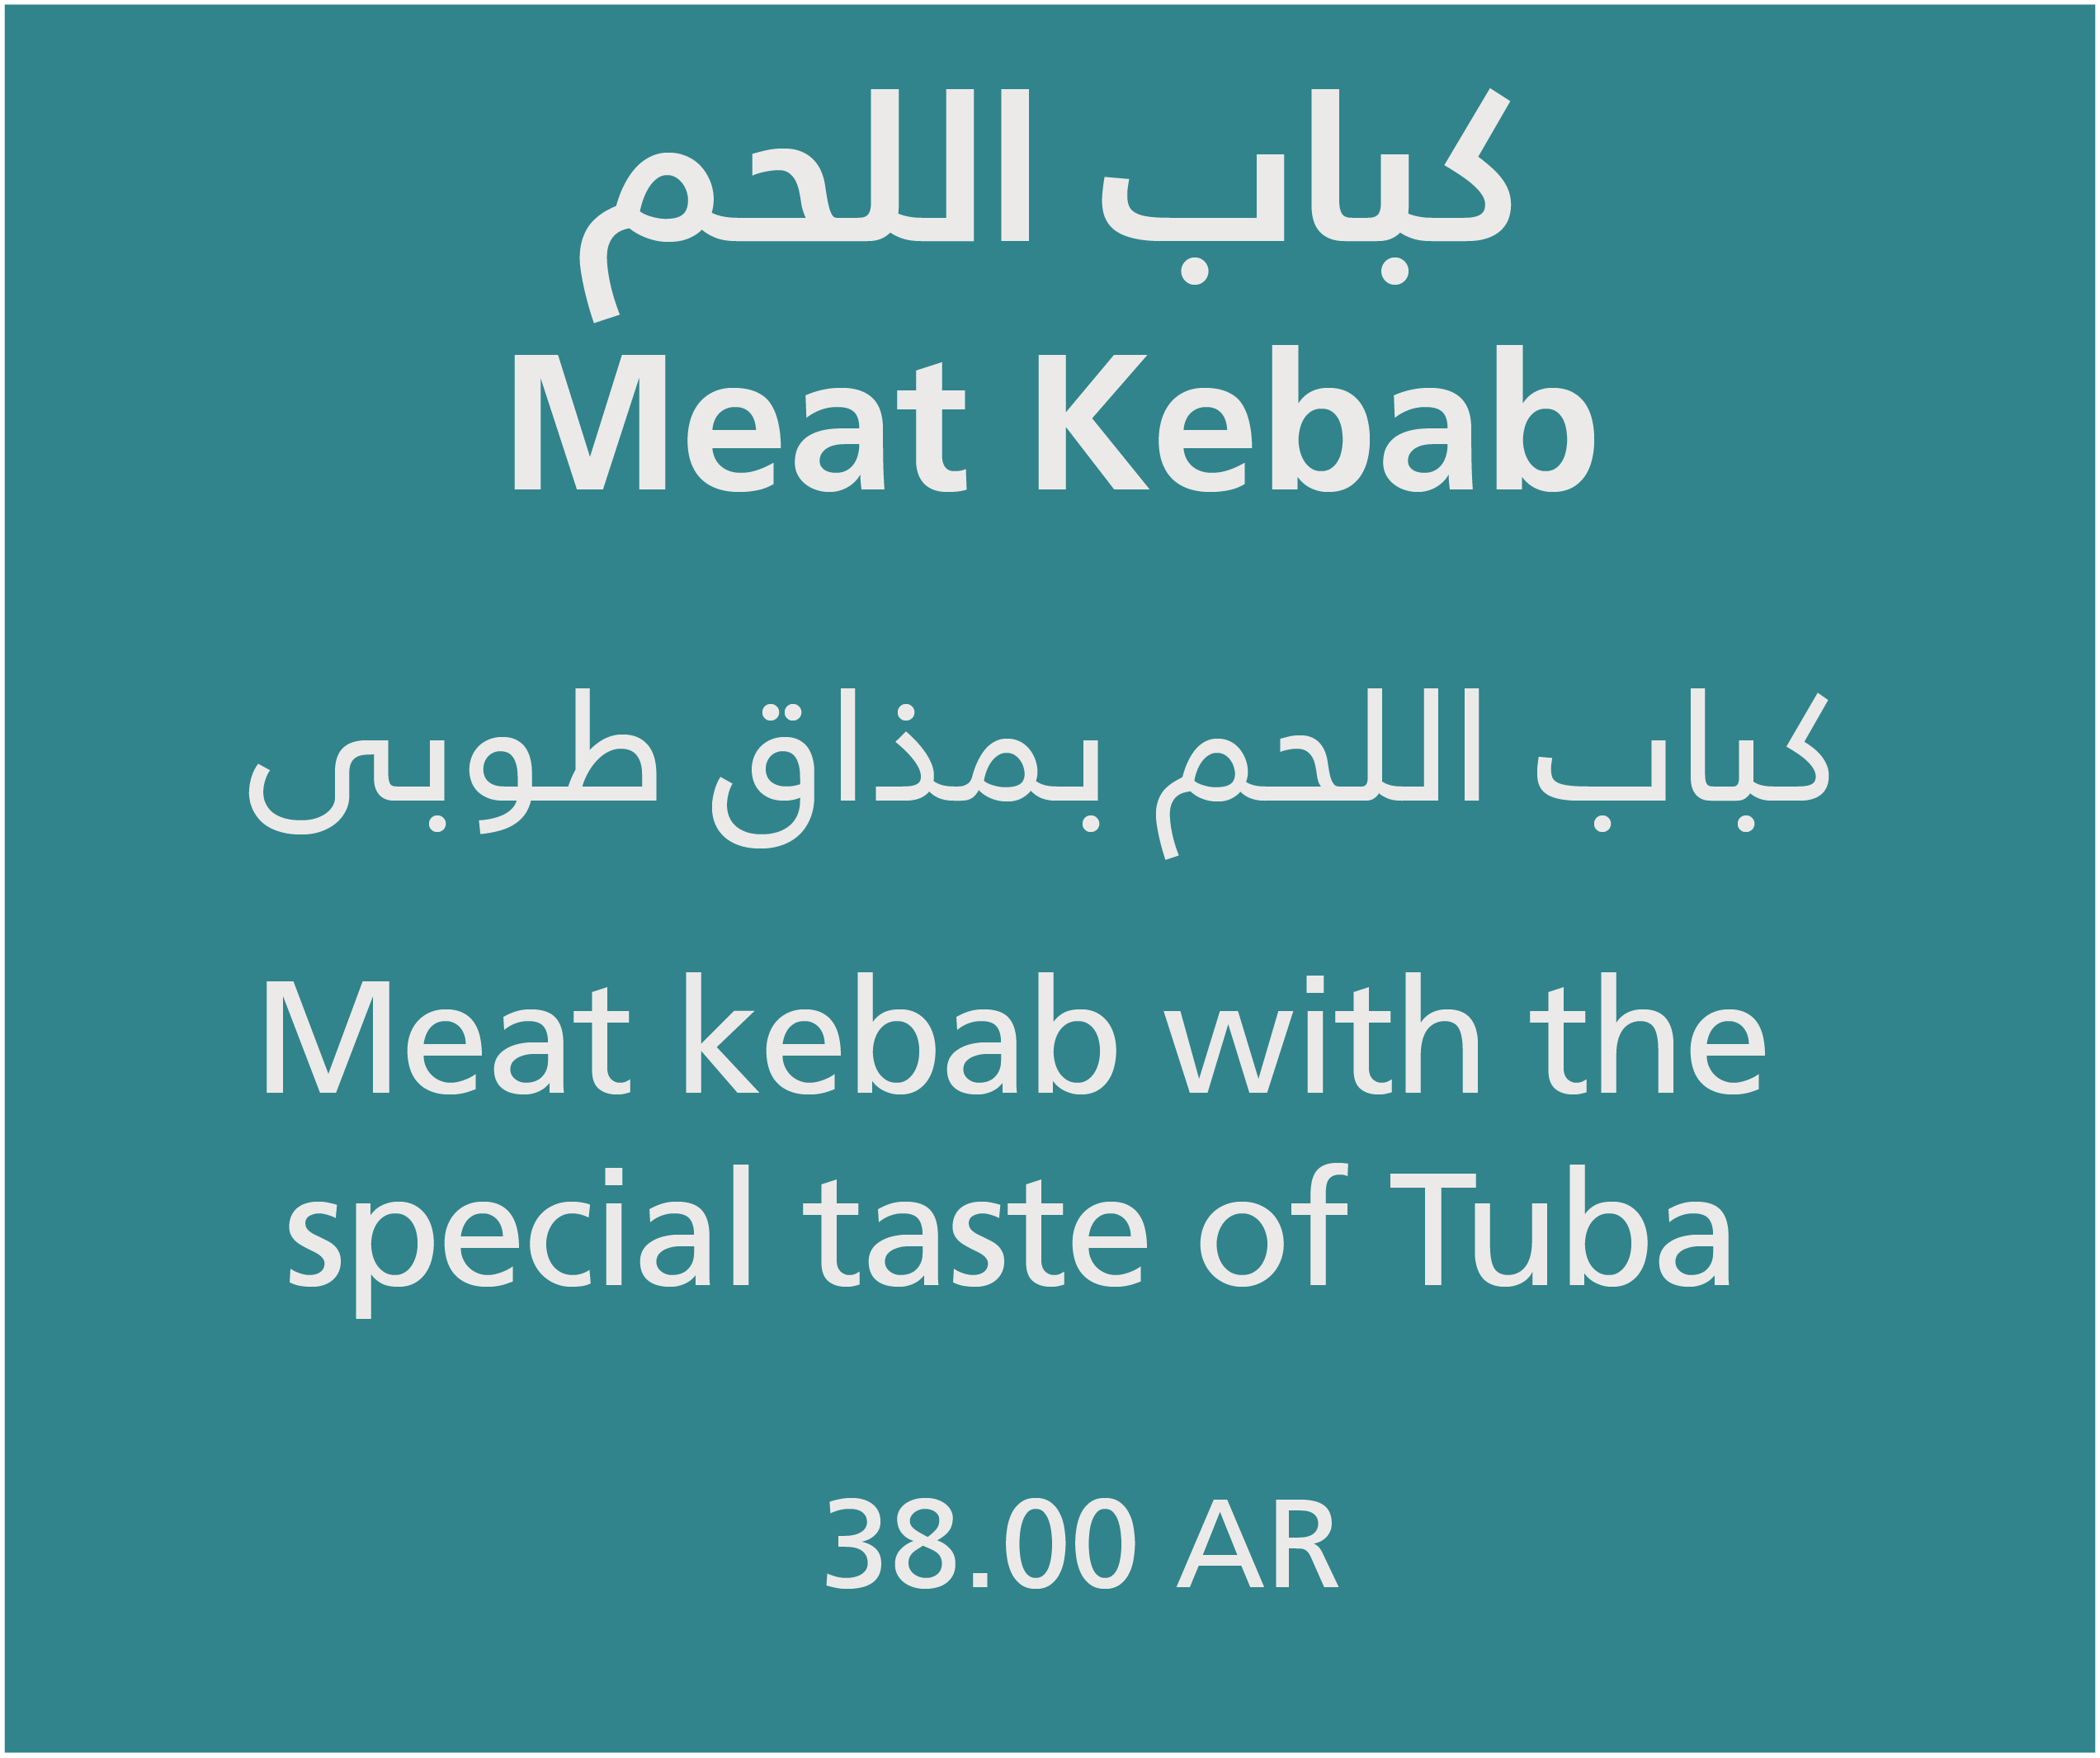 كباب اللحم
Meat Kebab
كباب اللحم بمذاق طوبى
Meat kebab with the
special taste of Tuba
38.00 AR